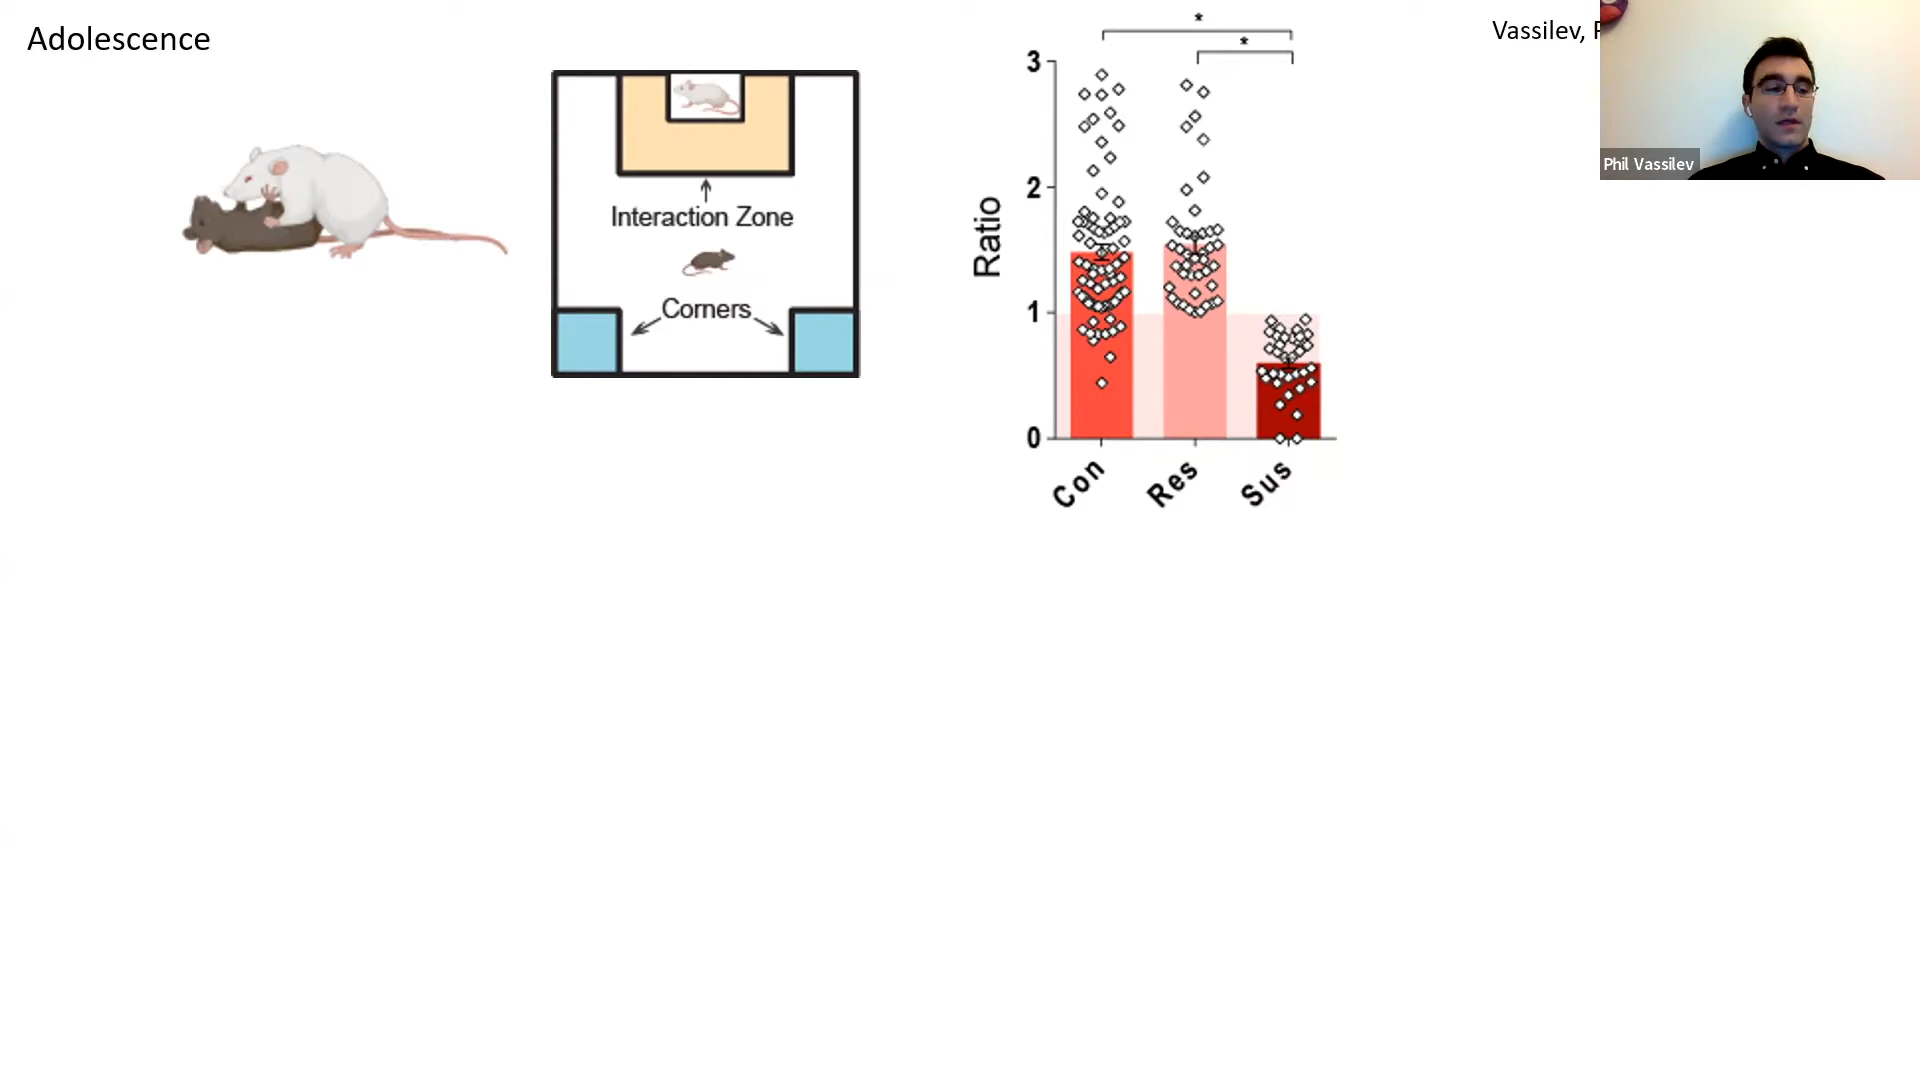 Adolescence
Vassilev,
Phil Vassilev
Interaction Zone
Corners
*
*
Ratio
3
2
1
0
Con
Res
Sus